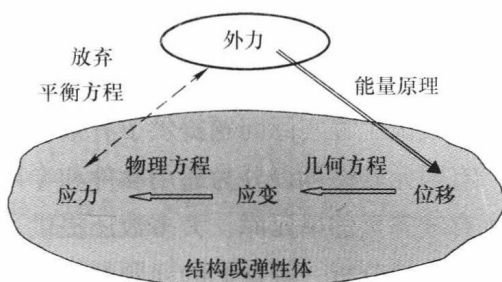 外力
放弃
平衡方程
能量原理
物理方程
几何方程
应力
应变
位移
结构或弹性体